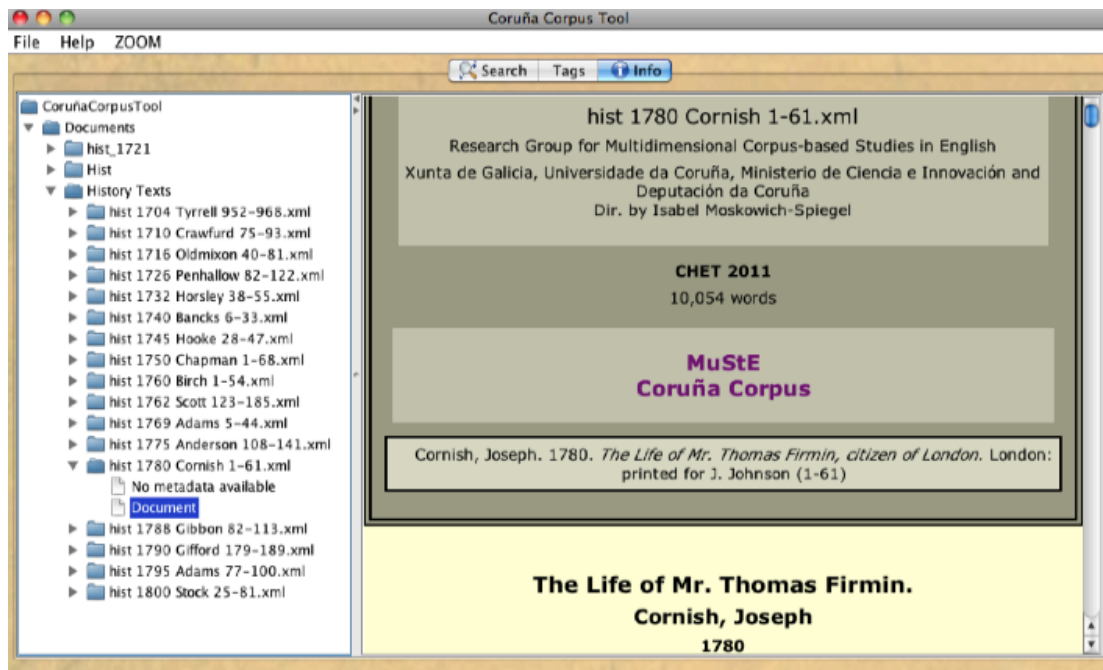 Coruña Corpus Tool
File Help ZOOM
Search Tags Info
CoruñaCorpusTool
Documents
hist_1721
Hist
History Texts
hist 1704 Tyrrell 952-968.xml
hist 1710 Crawfurd 75-93.xml
hist 1716 Oldmixon 40-81.xml
hist 1726 Penhallow 82-122.xml
hist 1732 Horsley 38-55.xml
hist 1740 Bancks 6-33.xml
hist 1745 Hooke 28-47.xml
hist 1750 Chapman 1-68.xml
hist 1760 Birch 1-54.xml
hist 1762 Scott 123-185.xml
hist 1769 Adams 5-44.xml
hist 1775 Anderson 108-141.xml
hist 1780 Cornish 1-61.xml
No metadata available
Document
hist 1788 Gibbon 82-113.xml
hist 1790 Gifford 179-189.xml
hist 1795 Adams 77-100.xml
hist 1800 Stock 25-81.xml
hist 1780 Cornish 1-61.xml
Research Group for Multidimensional Corpus-based Studies in English
Xunta de Galicia, Universidade da Coruña, Ministerio de Ciencia e Innovación and
Deputación da Coruña
Dir. by Isabel Moskowich-Spiegel
CHET 2011
10,054 words
MuStE
Coruña Corpus
Cornish, Joseph. 1780. The Life of Mr. Thomas Firmin, citizen of London. London:
printed for J. Johnson (1-61)
The Life of Mr. Thomas Firmin.
Cornish, Joseph
1780